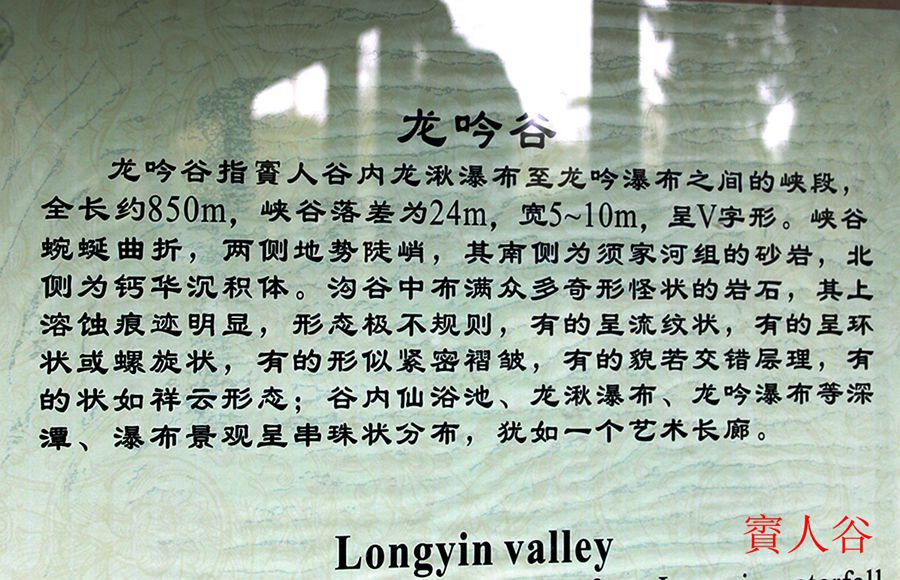 龙吟谷
龙吟谷指賨人谷内龙湫瀑布至龙吟瀑布之间的峡段，
全长约850m，峡谷落差为24m，宽5~10m，呈V字形。峡谷
蜿蜒曲折，两侧地势陡峭，其南侧为须家河组的砂岩，北
侧为钙华沉积体。沟谷中布满众多奇形怪状的岩石，其上
溶蚀痕迹明显，形态极不规则，有的呈流纹状，有的呈环
状或螺旋状，有的形似紧密褶皱，有的貌若交错层理，有
的状如祥云形态；谷内仙浴池、龙湫瀑布、龙吟瀑布等深
潭、瀑布景观呈串珠状分布，犹如一个艺术长廊。
Longyin valley
賨人谷